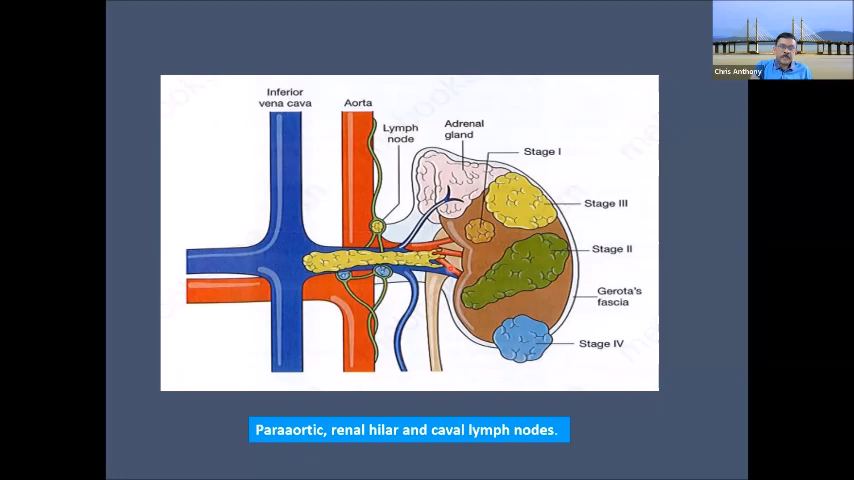 Chris Anthony
Inferior
vena cava
Aorta
Lymph
node
Adrenal
gland
Stage I
Stage III
Stage II
Gerota's
fascia
Stage IV
Paraaortic, renal hilar and caval lymph nodes.